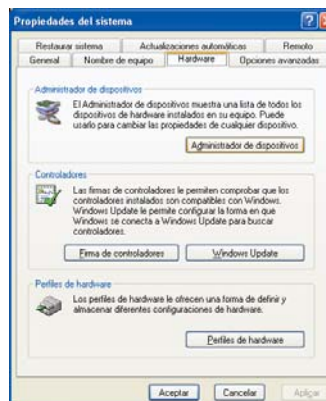 Propiedades del sistema
Restaurar sistema
Actualizaciones automáticas
Remoto
General
Nombre de equipo
Hardware
Opciones avanzadas
Administrador de dispositivos
El Administrador de dispositivos muestra una lista de todos los
dispositivos de hardware instalados en su equipo. Puede
usarlo para cambiar las propiedades de cualquier dispositivo.
Administrador de dispositivos
Controladores
Las firmas de controladores le permiten comprobar que los
controladores instalados son compatibles con Windows.
Windows Update le permite configurar la forma en que
Windows se conecta a Windows Update para buscar
controladores.
Firma de controladores
Windows Update
Perfiles de hardware
Los perfiles de hardware le ofrecen una forma de definir y
almacenar diferentes configuraciones de hardware.
Perfiles de hardware
Aceptar
Cancelar
Aplicar